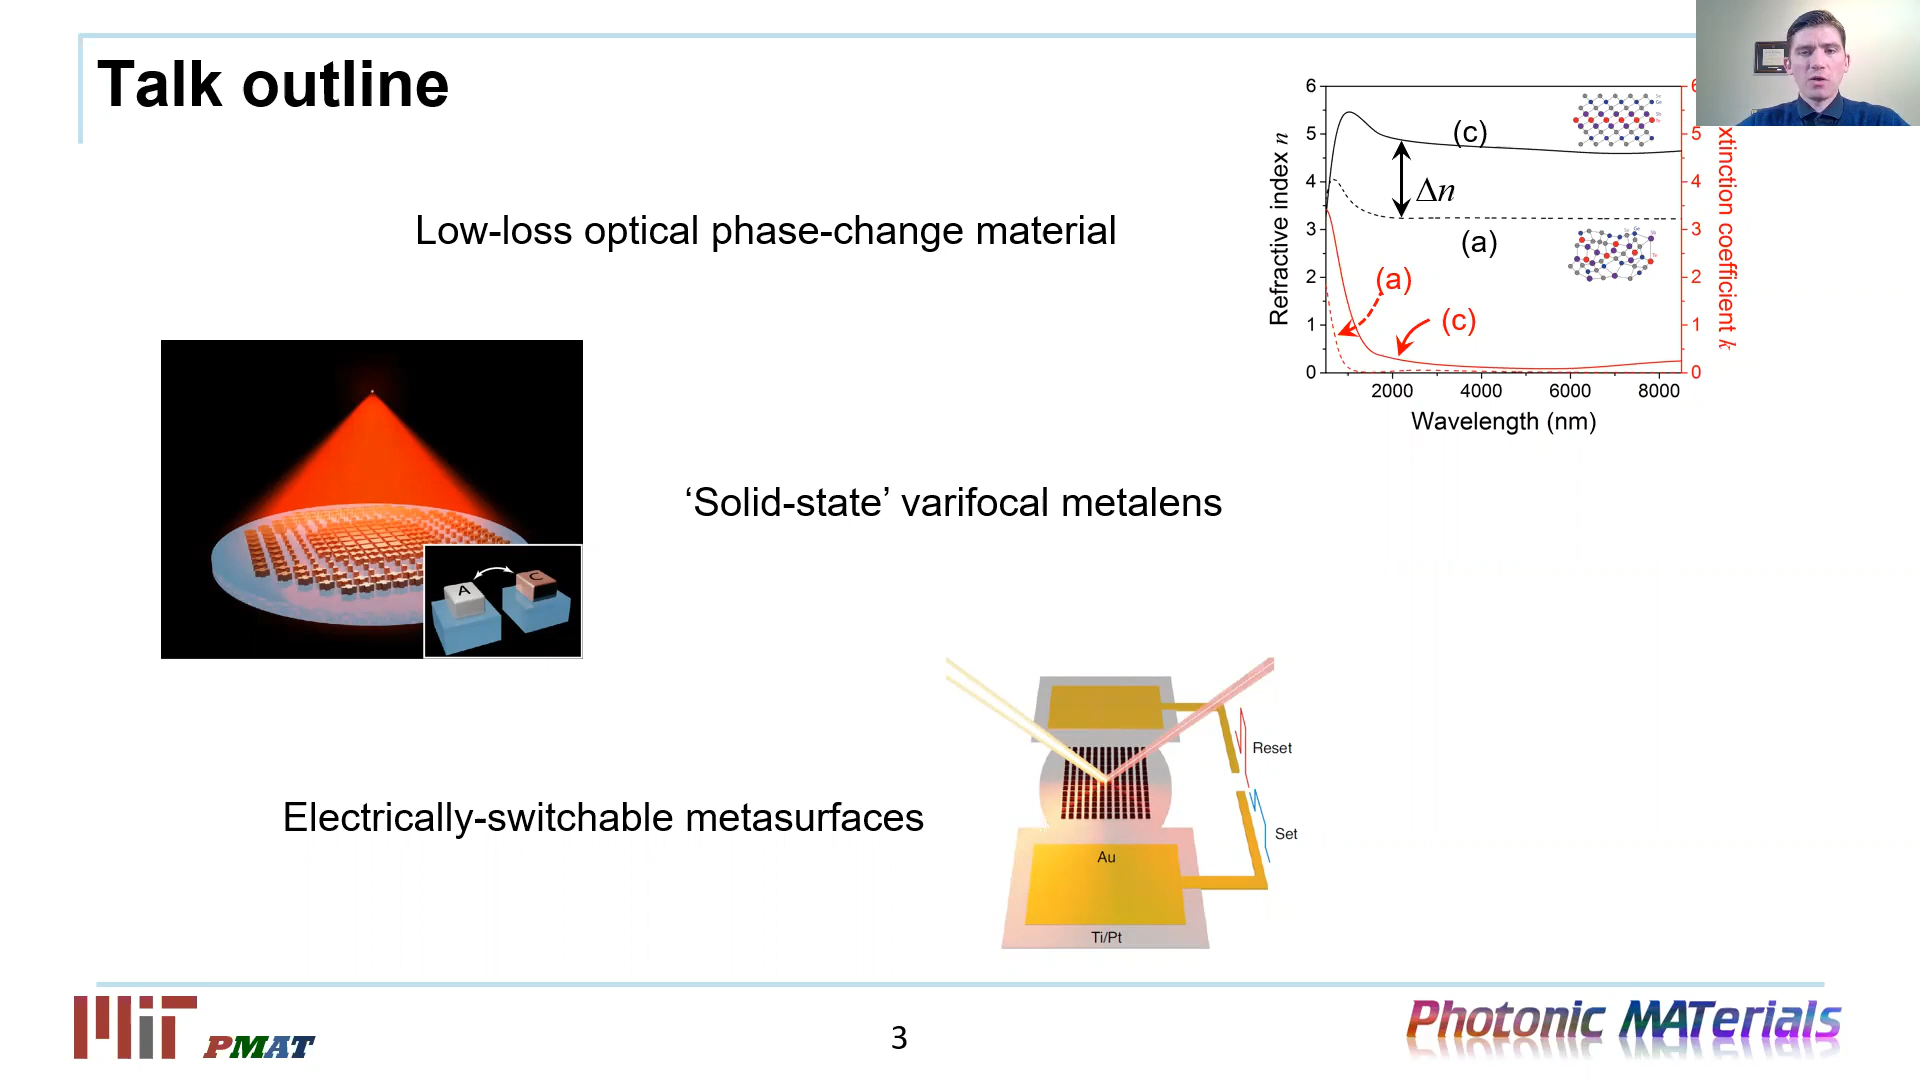 Talk outline
Low-loss optical phase-change material
6
5
4
3
2
1
0
Refractive index n
(c)
Δn
(a)
(a)
(c)
5
4
3
2
1
0
xtinction coefficient k
2000 4000 6000 8000
Wavelength (nm)
‘Solid-state’ varifocal metalens
A
C
Electrically-switchable metasurfaces
Reset
Set
Au
Ti/Pt
MIT PMAT
3
Photonic MATerials